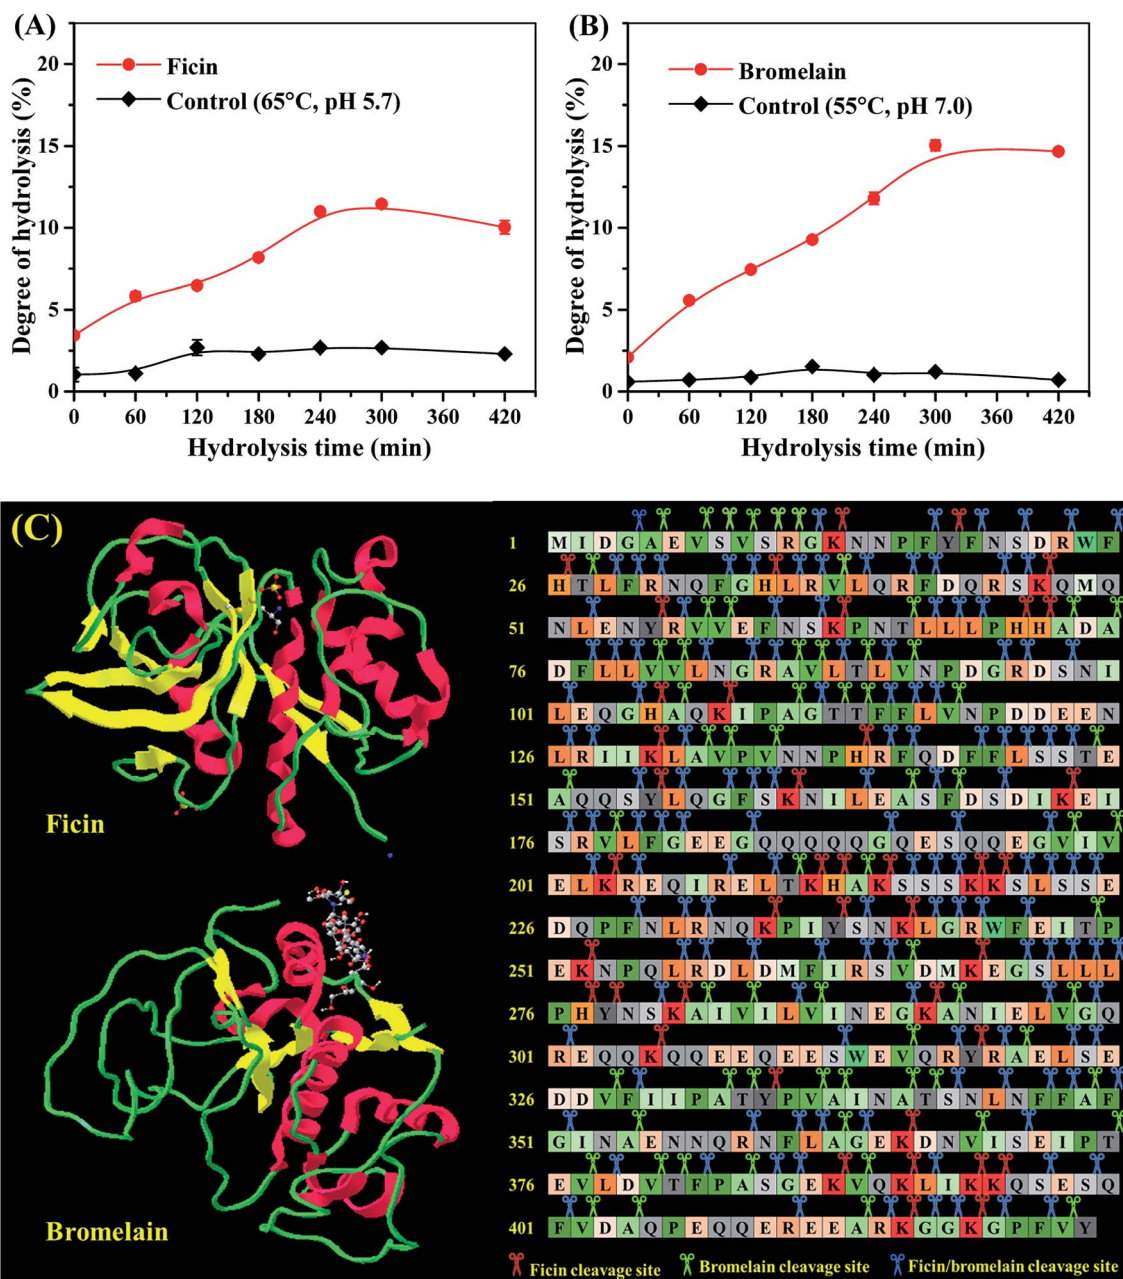 (A)
Ficin
Control (65°C, pH 5.7)
Degree of hydrolysis (%)
20
15
10
5
0
0 60 120 180 240 300 360 420
Hydrolysis time (min)
(B)
Bromelain
Control (55°C, pH 7.0)
Degree of hydrolysis (%)
20
15
10
5
0
0 60 120 180 240 300 360 420
Hydrolysis time (min)
(C)
Ficin
Bromelain
1 M I D G A E V S V S R G K N N P F Y F N S D R W F
26 H T L F R N Q F G H L R V L Q R F D Q R S K Q M Q
51 N L E N Y R V V E F N S K P N T L L L P H H A D A
76 D F L L V V L N G R A V L T L V N P D G R D S N I
101 L E Q G H A Q K I P A G T T F F L V N P D D E E N
126 L R I I K L A V P V N N P H R F Q D F F L S S T E
151 A Q Q S Y L Q G F S K N I L E A S F D S D I K E I
176 S R V L F G E E G Q Q Q Q Q G Q E S Q Q E G V I V
201 E L K R E Q I R E L T K H A K S S S K K S L S S E
226 D Q P F N L R N Q K P I Y S N K L G R W F E I T P
251 E K N P Q L R D L D M F I R S V D M K E G S L L L
276 P H Y N S K A I V I L V I N E G K A N I E L V G Q
301 R E Q Q K Q Q E E Q E E S W E V Q R Y R A E L S E
326 D D V F I I P A T Y P V A I N A T S N L N F F A F
351 G I N A E N N Q R N F L A G E K D N V I S E I P T
376 E V L D V T F P A S G E K V Q K L I K K Q S E S Q
401 F V D A Q P E Q Q E R E E A R K G G K G P F V Y
Ficin cleavage site
Bromelain cleavage site
Ficin/bromelain cleavage site